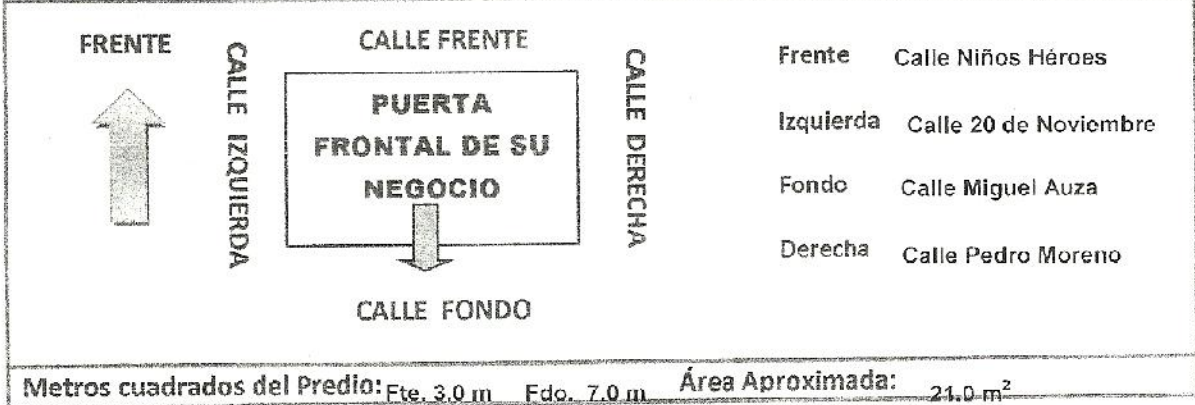 FRENTE
CALLE IZQUIERDA
CALLE FRENTE
PUERTA
FRONTAL DE SU
NEGOCIO
CALLE DERECHA
CALLE FONDO
Frente Calle Niños Héroes
Izquierda Calle 20 de Noviembre
Fondo Calle Miguel Auza
Derecha Calle Pedro Moreno
Metros cuadrados del Predio: Fte. 3.0 m Fdo. 7.0 m Área Aproximada: 21.0 m²